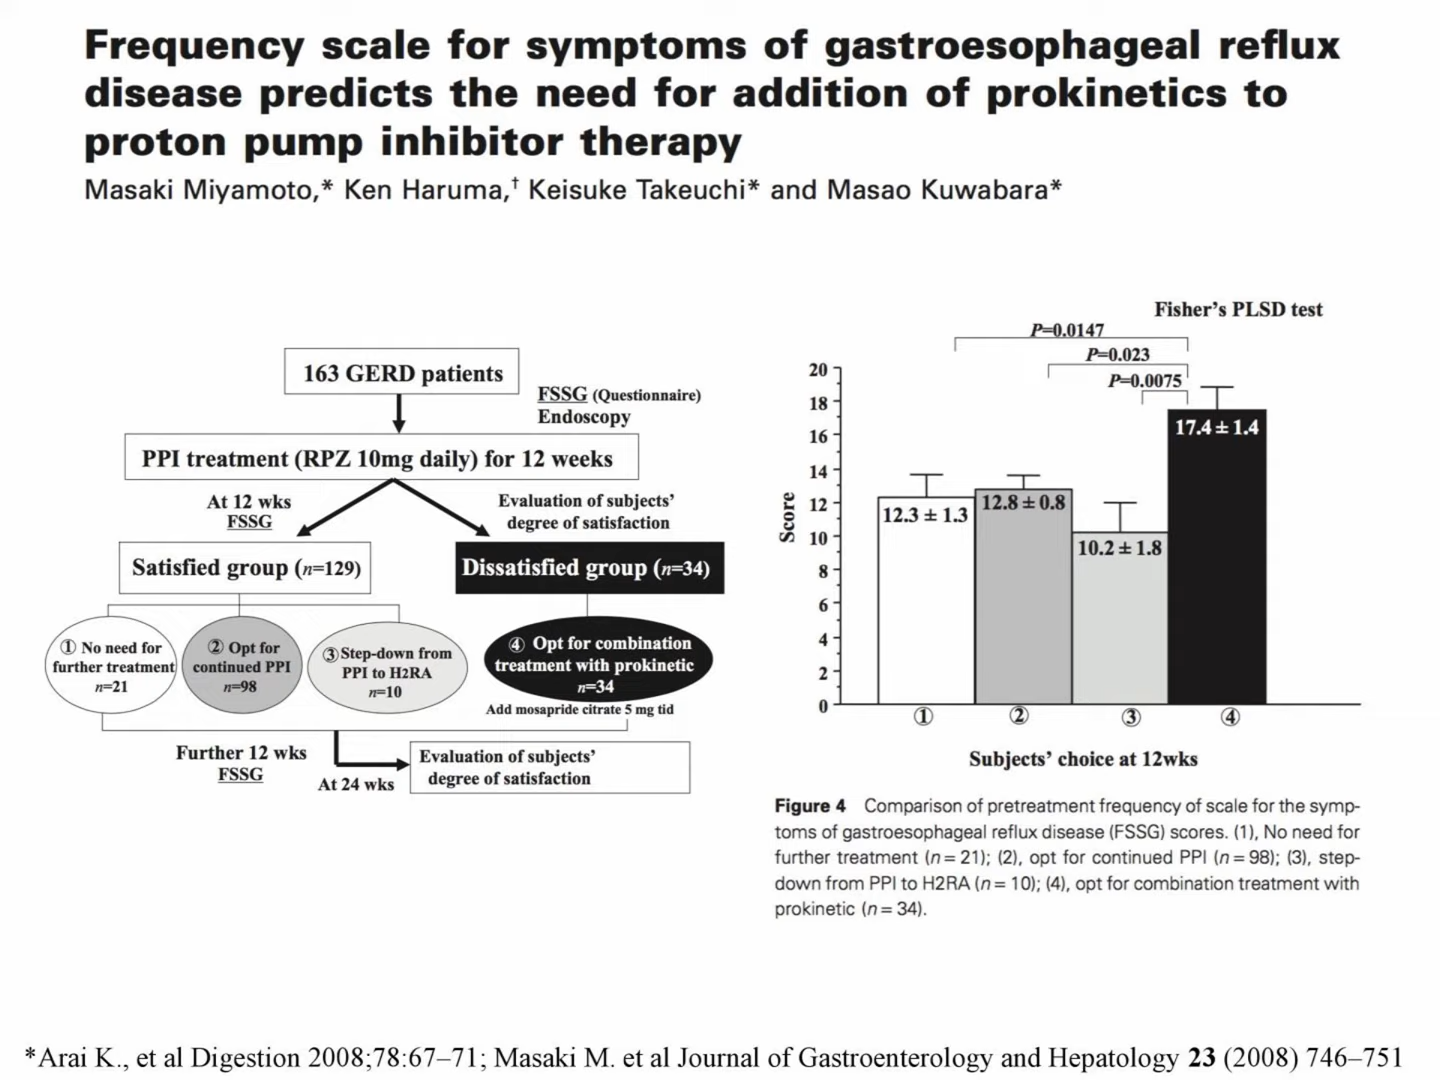 Frequency scale for symptoms of gastroesophageal reflux
disease predicts the need for addition of prokinetics to
proton pump inhibitor therapy
Masaki Miyamoto,* Ken Haruma,† Keisuke Takeuchi* and Masao Kuwabara*
163 GERD patients
FSSG (Questionnaire)
Endoscopy
PPI treatment (RPZ 10mg daily) for 12 weeks
At 12 wks
FSSG
Evaluation of subjects'
degree of satisfaction
Satisfied group (n=129)
Dissatisfied group (n=34)
① No need for
further treatment
n=21
② Opt for
continued PPI
n=98
③ Step-down from
PPI to H2RA
n=10
④ Opt for combination
treatment with prokinetic
n=34
Add mosapride citrate 5 mg tid
Further 12 wks
FSSG
At 24 wks
Evaluation of subjects'
degree of satisfaction
Fisher's PLSD test
P=0.0147
P=0.023
P=0.0075
Score
20
18
16
14
12
10
8
6
4
2
0
12.3 ± 1.3
12.8 ± 0.8
10.2 ± 1.8
17.4 ± 1.4
① ② ③ ④
Subjects' choice at 12wks
Figure 4 Comparison of pretreatment frequency of scale for the symp-
toms of gastroesophageal reflux disease (FSSG) scores. (1), No need for
further treatment (n = 21); (2), opt for continued PPI (n = 98); (3), step-
down from PPI to H2RA (n = 10); (4), opt for combination treatment with
prokinetic (n = 34).
*Arai K., et al Digestion 2008;78:67–71; Masaki M. et al Journal of Gastroenterology and Hepatology 23 (2008) 746–751